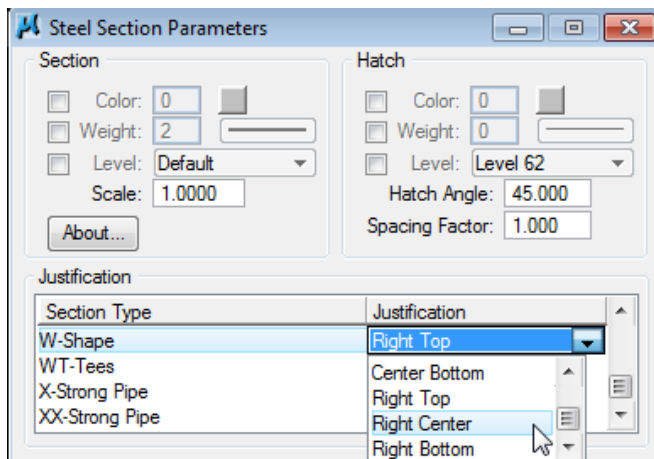 Steel Section Parameters
Section
Color: 0
Weight: 2
Level: Default
Scale: 1.0000
About...
Hatch
Color: 0
Weight: 0
Level: Level 62
Hatch Angle: 45.000
Spacing Factor: 1.000
Justification
Section Type Justification
W-Shape Right Top
WT-Tees
X-Strong Pipe
XX-Strong Pipe
Center Bottom
Right Top
Right Center
Right Bottom